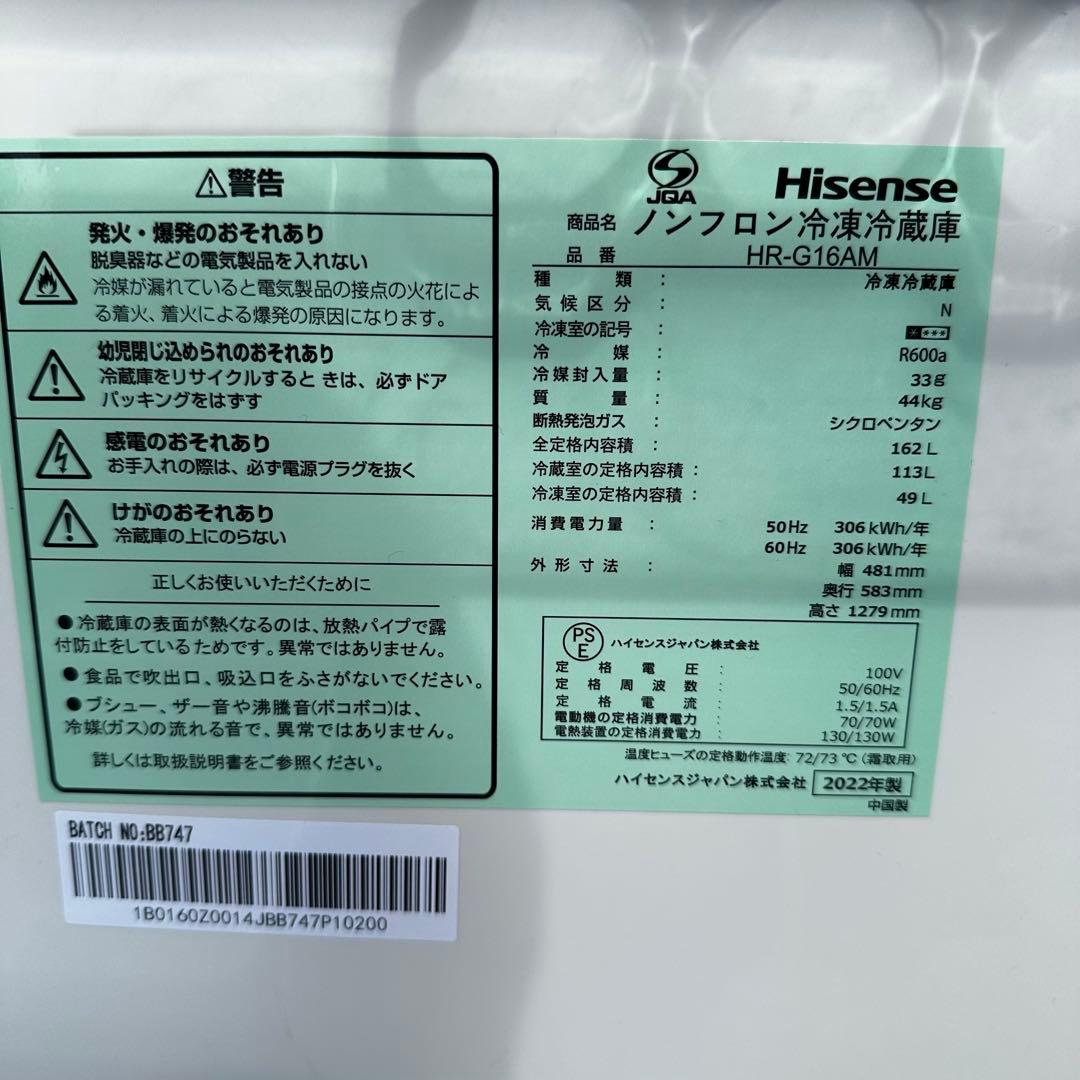 ⚠警告
発火・爆発のおそれあり
脱臭器などの電気製品を入れない
冷媒が漏れていると電気製品の接点の火花によ
る着火、着火による爆発の原因になります。
幼児閉じ込められのおそれあり
冷蔵庫をリサイクルすると きは、必ずドア
パッキングをはずす
感電のおそれあり
お手入れの際は、必ず電源プラグを抜く
けがのおそれあり
冷蔵庫の上にのらない
正しくお使いいただくために
●冷蔵庫の表面が熱くなるのは、放熱パイプで露
付防止をしているためです。異常ではありません。
●食品で吹出口、吸込口をふさがないでください。
●ブシュー、ザー音や沸騰音(ボコボコ)は、
冷媒(ガス)の流れる音で、異常ではありません。
詳しくは取扱説明書をご参照ください。
JQA
Hisense
商品名 ノンフロン冷凍冷蔵庫
品番 HR-G16AM
種類 : 冷凍冷蔵庫
気候区分 : N
冷凍室の記号 : * ***
冷媒 : R600a
冷媒封入量 : 33g
質量 : 44kg
断熱発泡ガス : シクロペンタン
全定格内容積 : 162 L
冷蔵室の定格内容積 : 113L
冷凍室の定格内容積 : 49 L
消費電力量 : 50Hz 306 kWh/年
60Hz 306 kWh/年
外形寸法 : 幅 481mm
奥行 583mm
高さ 1279mm
PSE ハイセンスジャパン株式会社
定格電圧 : 100V
定格周波数 : 50/60Hz
定格電流 : 1.5/1.5A
電動機の定格消費電力 : 70/70W
電熱装置の定格消費電力 : 130/130W
温度ヒューズの定格動作温度: 72/73 ℃ (霜取用)
ハイセンスジャパン株式会社 2022年製
中国製
BATCH NO:BB747
1B0160Z0014JBB747P10200